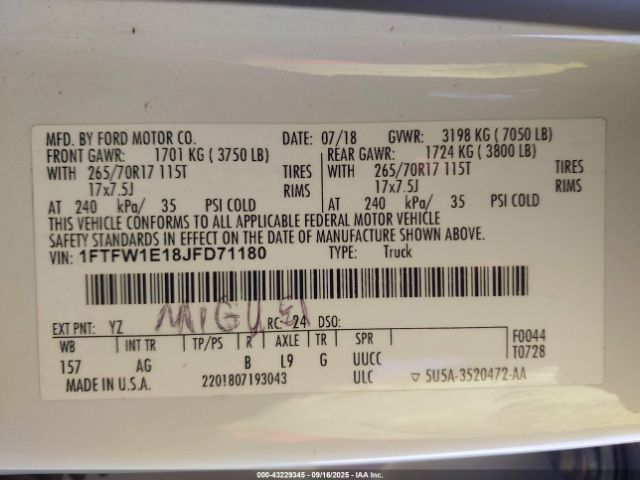 MFD. BY FORD MOTOR CO. DATE: 07/18 GVWR: 3198 KG ( 7050 LB)
FRONT GAWR: 1701 KG ( 3750 LB) REAR GAWR: 1724 KG ( 3800 LB)
WITH 265/70R17 115T TIRES WITH 265/70R17 115T TIRES
17x7.5J RIMS 17x7.5J RIMS
AT 240 kPa/ 35 PSI COLD AT 240 kPa/ 35 PSI COLD
THIS VEHICLE CONFORMS TO ALL APPLICABLE FEDERAL MOTOR VEHICLE
SAFETY STANDARDS IN EFFECT ON THE DATE OF MANUFACTURE SHOWN ABOVE.
VIN: 1FTFW1E18JFD71180 TYPE: Truck
MIGUEl
EXT PNT: YZ RC: 24 DSO:
WB INT TR TP/PS R AXLE TR SPR F0044
157 AG B L9 G UUCC T0728
MADE IN U.S.A. 2201807193043 ULC ▽ 5U5A-3520472-AA
© 2000-43229345 - 09/16/2025 - IAA Inc.